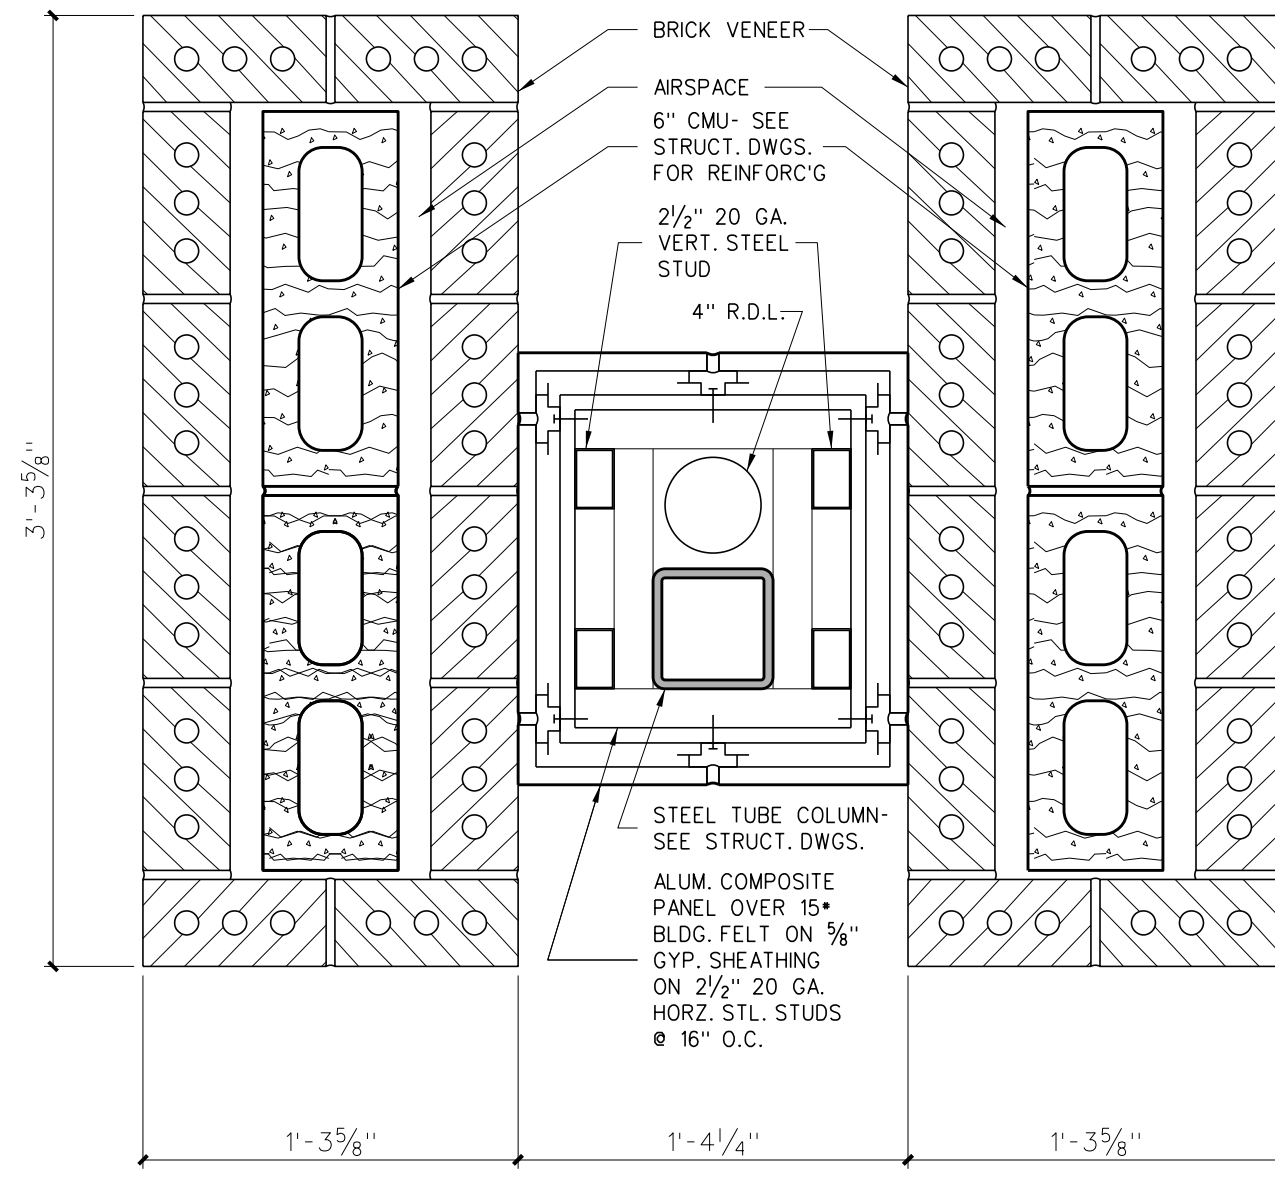 BRICK VENEER
AIRSPACE
6" CMU- SEE
STRUCT. DWGS.
FOR REINFORC'G
2½" 20 GA.
VERT. STEEL
STUD
4" R.D.L.
3'-3⅝"
STEEL TUBE COLUMN-
SEE STRUCT. DWGS.
ALUM. COMPOSITE
PANEL OVER 15#
BLDG. FELT ON ⅝"
GYP. SHEATHING
ON 2½" 20 GA.
HORZ. STL. STUDS
@ 16" O.C.
1'-3⅝"
1'-4¼"
1'-3⅝"